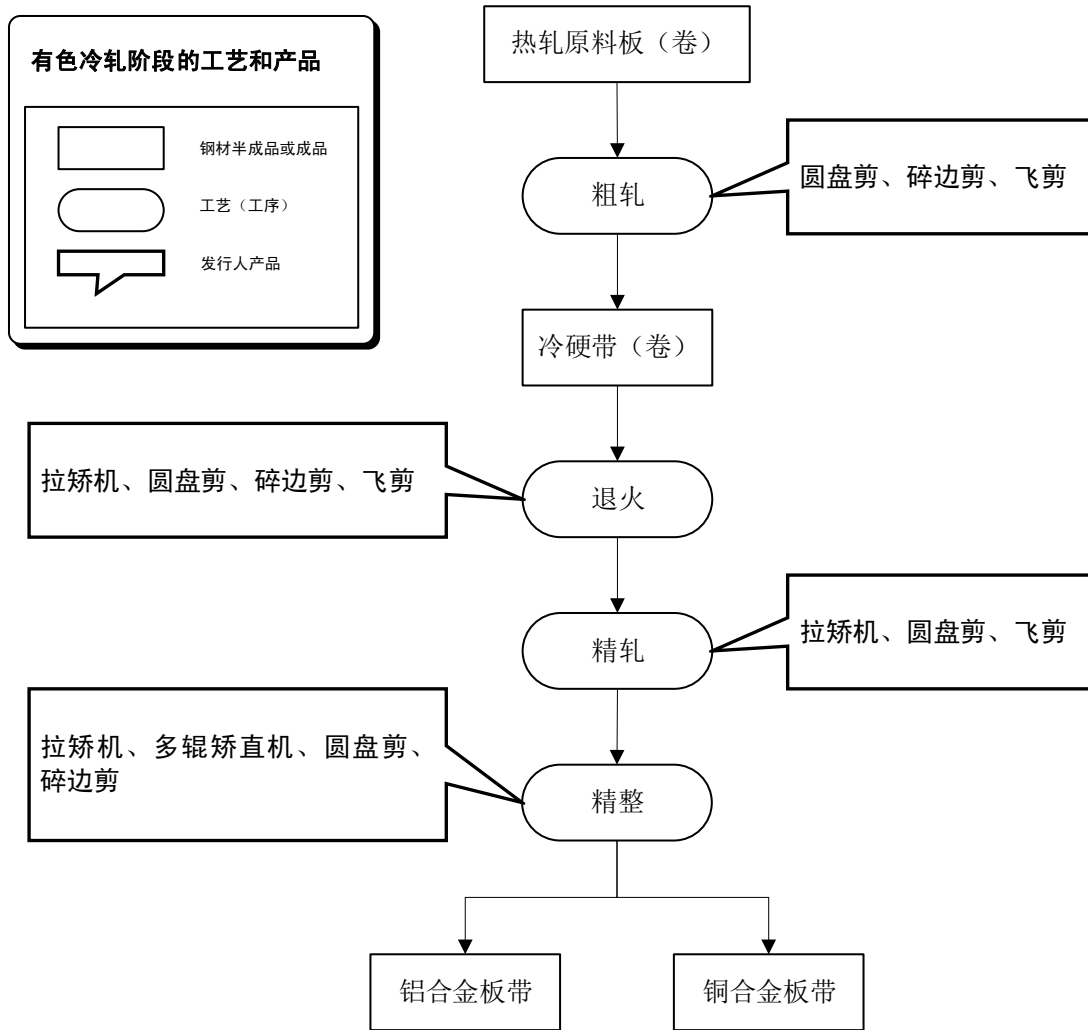 有色冷轧阶段的工艺和产品
钢材半成品或成品
工艺（工序）
发行人产品
热轧原料板（卷）
粗轧
圆盘剪、碎边剪、飞剪
冷硬带（卷）
拉矫机、圆盘剪、碎边剪、飞剪
退火
精轧
拉矫机、圆盘剪、飞剪
拉矫机、多辊矫直机、圆盘剪、
碎边剪
精整
铝合金板带
铜合金板带